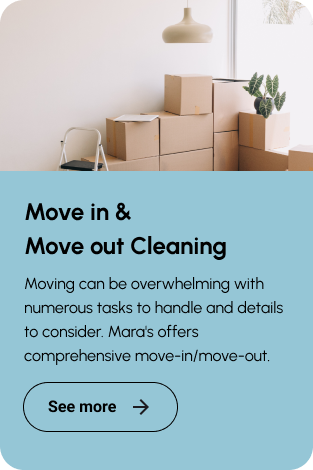 Move in &
Move out Cleaning
Moving can be overwhelming with
numerous tasks to handle and details
to consider. Mara's offers
comprehensive move-in/move-out.
See more